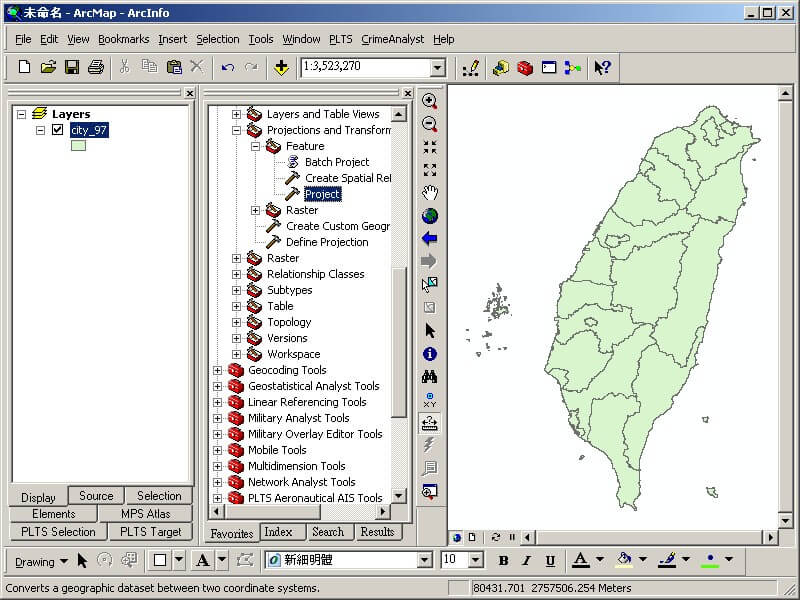 未命名 - ArcMap - ArcInfo
File Edit View Bookmarks Insert Selection Tools Window PLTS CrimeAnalyst Help
1:3,523,270
Layers
city_97
Display Source Selection
Elements MPS Atlas
PLTS Selection PLTS Target
Layers and Table Views
Projections and Transform
Feature
Batch Project
Create Spatial Rel
Project
Raster
Create Custom Geogr
Define Projection
Raster
Relationship Classes
Subtypes
Table
Topology
Versions
Workspace
Geocoding Tools
Geostatistical Analyst Tools
Linear Referencing Tools
Military Analyst Tools
Military Overlay Editor Tools
Mobile Tools
Multidimension Tools
Network Analyst Tools
PLTS Aeronautical AIS Tools
Favorites Index Search Results
XY
Drawing A 新細明體 10 B I U A
Converts a geographic dataset between two coordinate systems. 80431.701 2757506.254 Meters